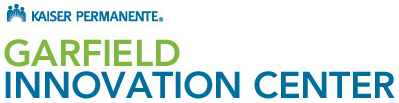 KAISER PERMANENTE®
GARFIELD
INNOVATION CENTER